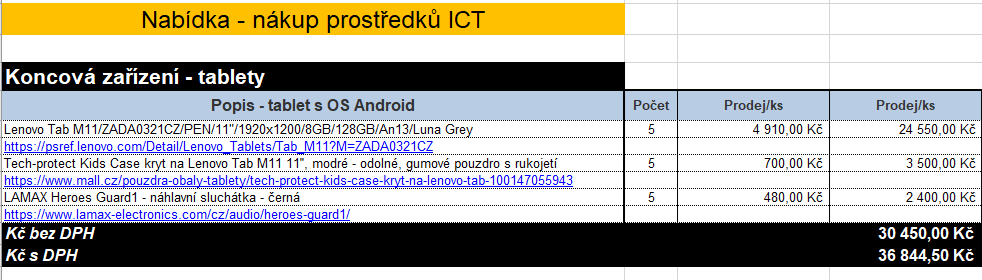 Nabídka - nákup prostředků ICT
Koncová zařízení - tablety
Popis - tablet s OS Android Počet Prodej/ks Prodej/ks
Lenovo Tab M11/ZADA0321CZ/PEN/11"/1920x1200/8GB/128GB/An13/Luna Grey 5 4 910,00 Kč 24 550,00 Kč
https://psref.lenovo.com/Detail/Lenovo_Tablets/Tab_M11?M=ZADA0321CZ
Tech-protect Kids Case kryt na Lenovo Tab M11 11", modré - odolné, gumové pouzdro s rukojetí 5 700,00 Kč 3 500,00 Kč
https://www.mall.cz/pouzdra-obaly-tablety/tech-protect-kids-case-kryt-na-lenovo-tab-100147055943
LAMAX Heroes Guard1 - náhlavní sluchátka - černá 5 480,00 Kč 2 400,00 Kč
https://www.lamax-electronics.com/cz/audio/heroes-guard1/
Kč bez DPH 30 450,00 Kč
Kč s DPH 36 844,50 Kč